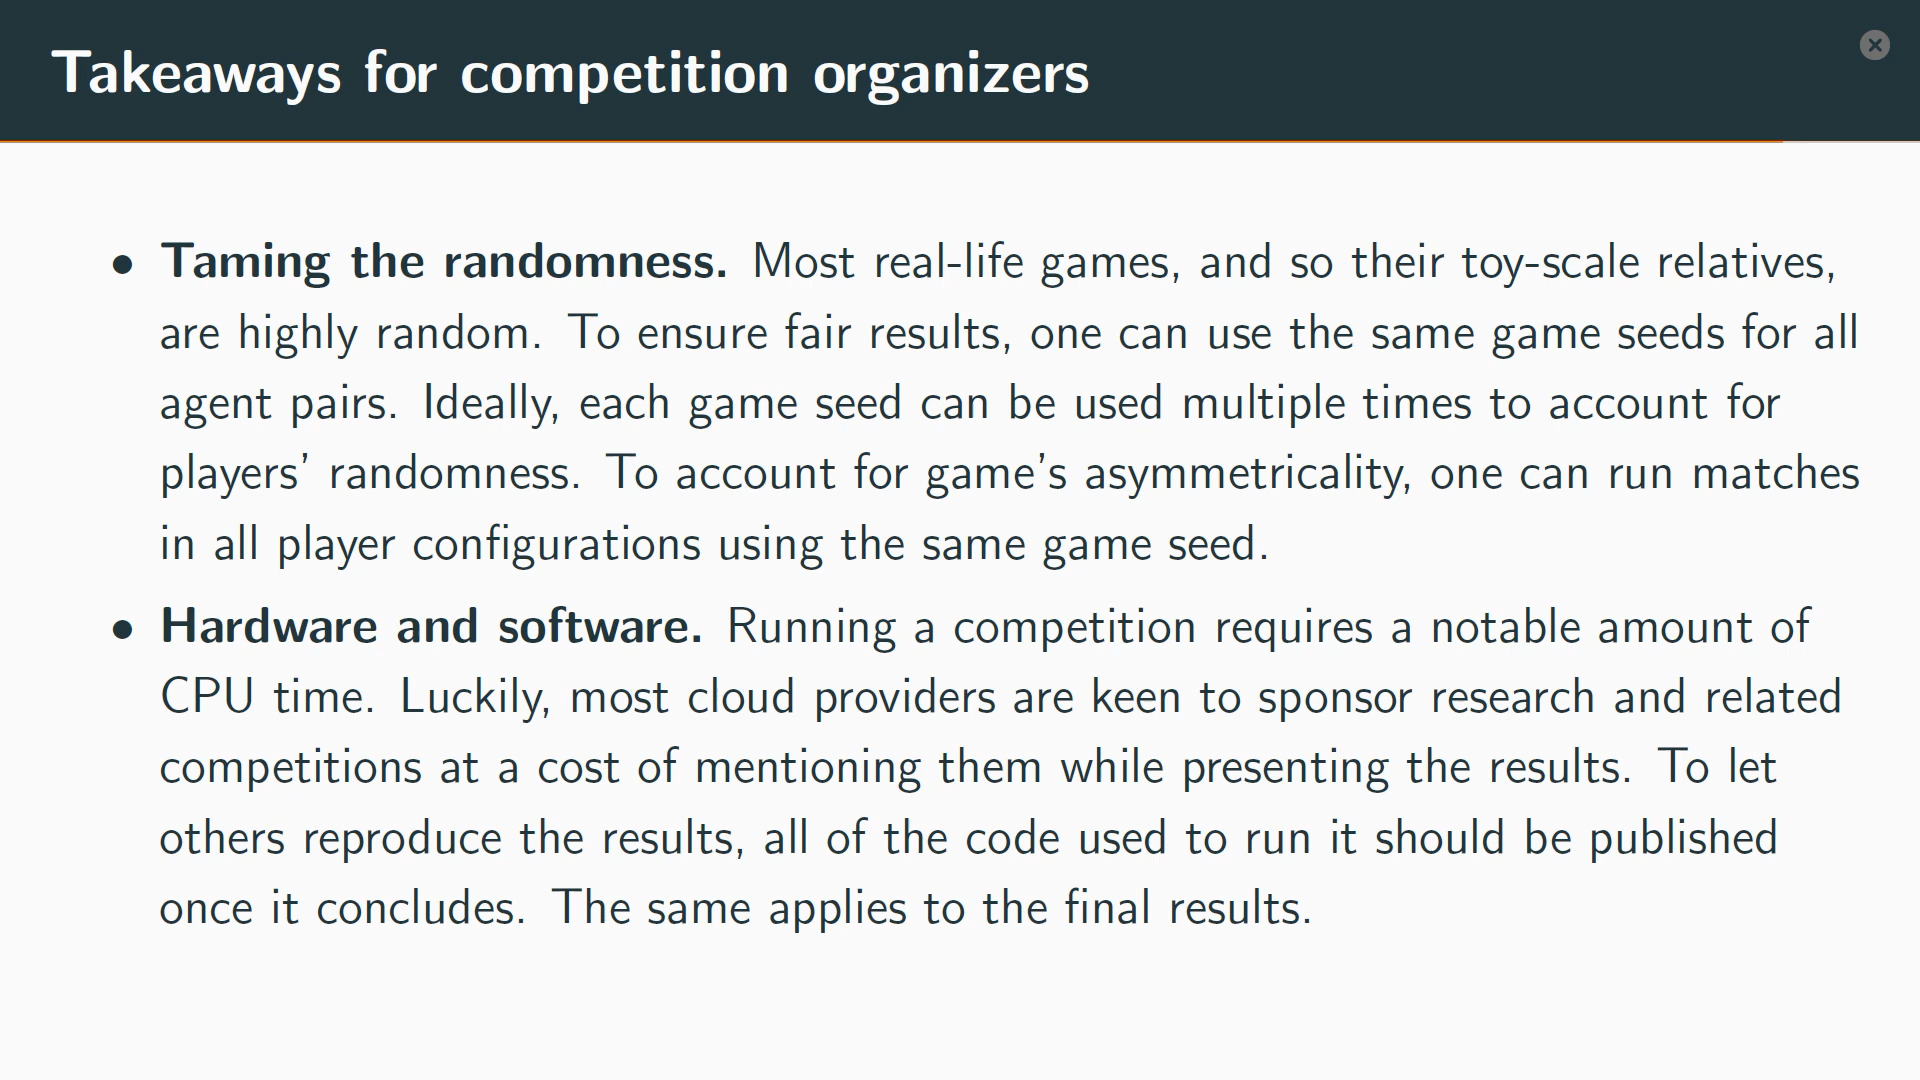 Takeaways for competition organizers
• Taming the randomness. Most real-life games, and so their toy-scale relatives,
are highly random. To ensure fair results, one can use the same game seeds for all
agent pairs. Ideally, each game seed can be used multiple times to account for
players’ randomness. To account for game’s asymmetricality, one can run matches
in all player configurations using the same game seed.
• Hardware and software. Running a competition requires a notable amount of
CPU time. Luckily, most cloud providers are keen to sponsor research and related
competitions at a cost of mentioning them while presenting the results. To let
others reproduce the results, all of the code used to run it should be published
once it concludes. The same applies to the final results.